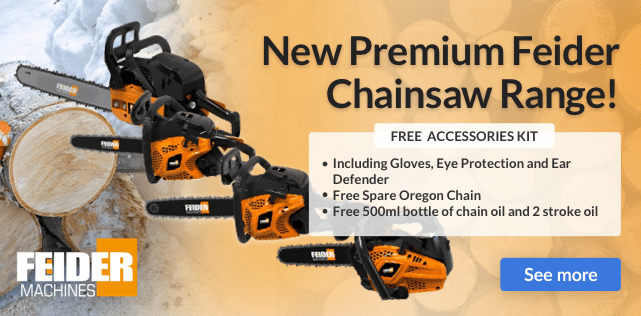 New Premium Feider
Chainsaw Range!
FREE ACCESSORIES KIT
• Including Gloves, Eye Protection and Ear
Defender
• Free Spare Oregon Chain
• Free 500ml bottle of chain oil and 2 stroke oil
See more
FEIDER
FEIDER
FEIDER
FEIDER
FEIDER
MACHINES